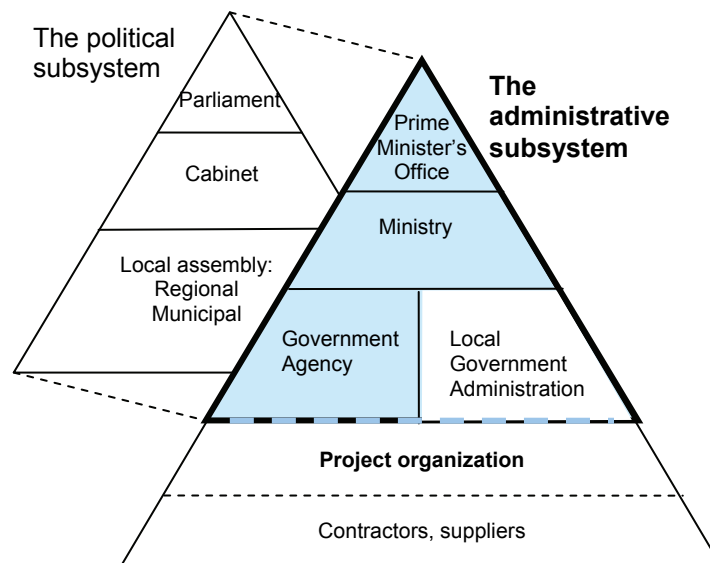 The political
subsystem
Parliament
Cabinet
Local assembly:
Regional
Municipal
The
administrative
subsystem
Prime
Minister’s
Office
Ministry
Government
Agency
Local
Government
Administration
Project organization
Contractors, suppliers